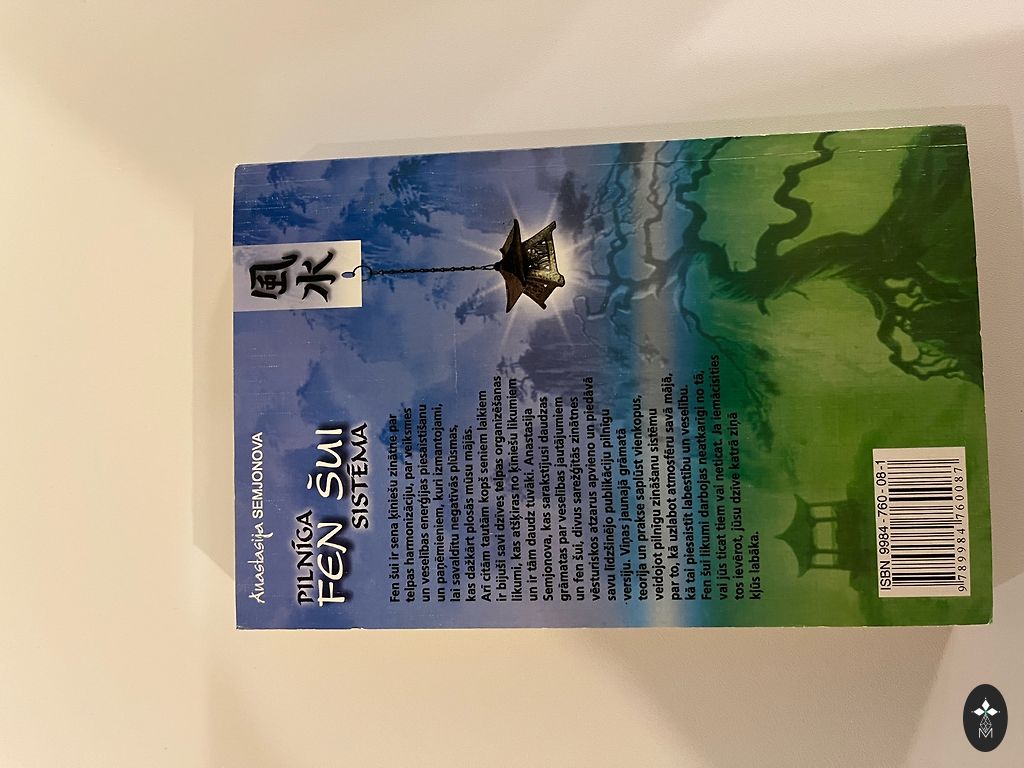 Anastasija SEMJONOVA
PILNĪGA
FEN ŠUI
SISTĒMA
風水
Fen šui ir sena ķīniešu zinātne par
telpas harmonizāciju, par veiksmes
un veselības enerģijas piesaistīšanu
un paņēmieniem, kuri izmantojami,
lai savaldītu negatīvās plūsmas,
kas dažkārt plosās mūsu mājās.
Arī citām tautām kopš seniem laikiem
ir bijuši savi dzīves telpas organizēšanas
likumi, kas atšķiras no ķīniešu likumiem
un ir tām daudz tuvāki. Anastasija
Semjonova, kas sarakstījusi daudzas
grāmatas par veselības jautājumiem
un fen šui, divus sarežģītās zinātnes
vēsturiskos atzarus apvieno un piedāvā
savu līdzšinējo publikāciju pilnīgu
versiju. Viņas jaunajā grāmatā
teorija un prakse saplūst vienkopus,
veidojot pilnīgu zināšanu sistēmu
par to, kā uzlabot atmosfēru savā mājā,
kā tai piesaistīt labestību un veselību.
Fen šui likumi darbojas neatkarīgi no tā,
vai jūs ticat tiem vai neticat. Ja iemācīsities
tos ievērot, jūsu dzīve katrā ziņā
kļūs labāka.
ISBN 9984-760-08-1
9 789984 760087
M